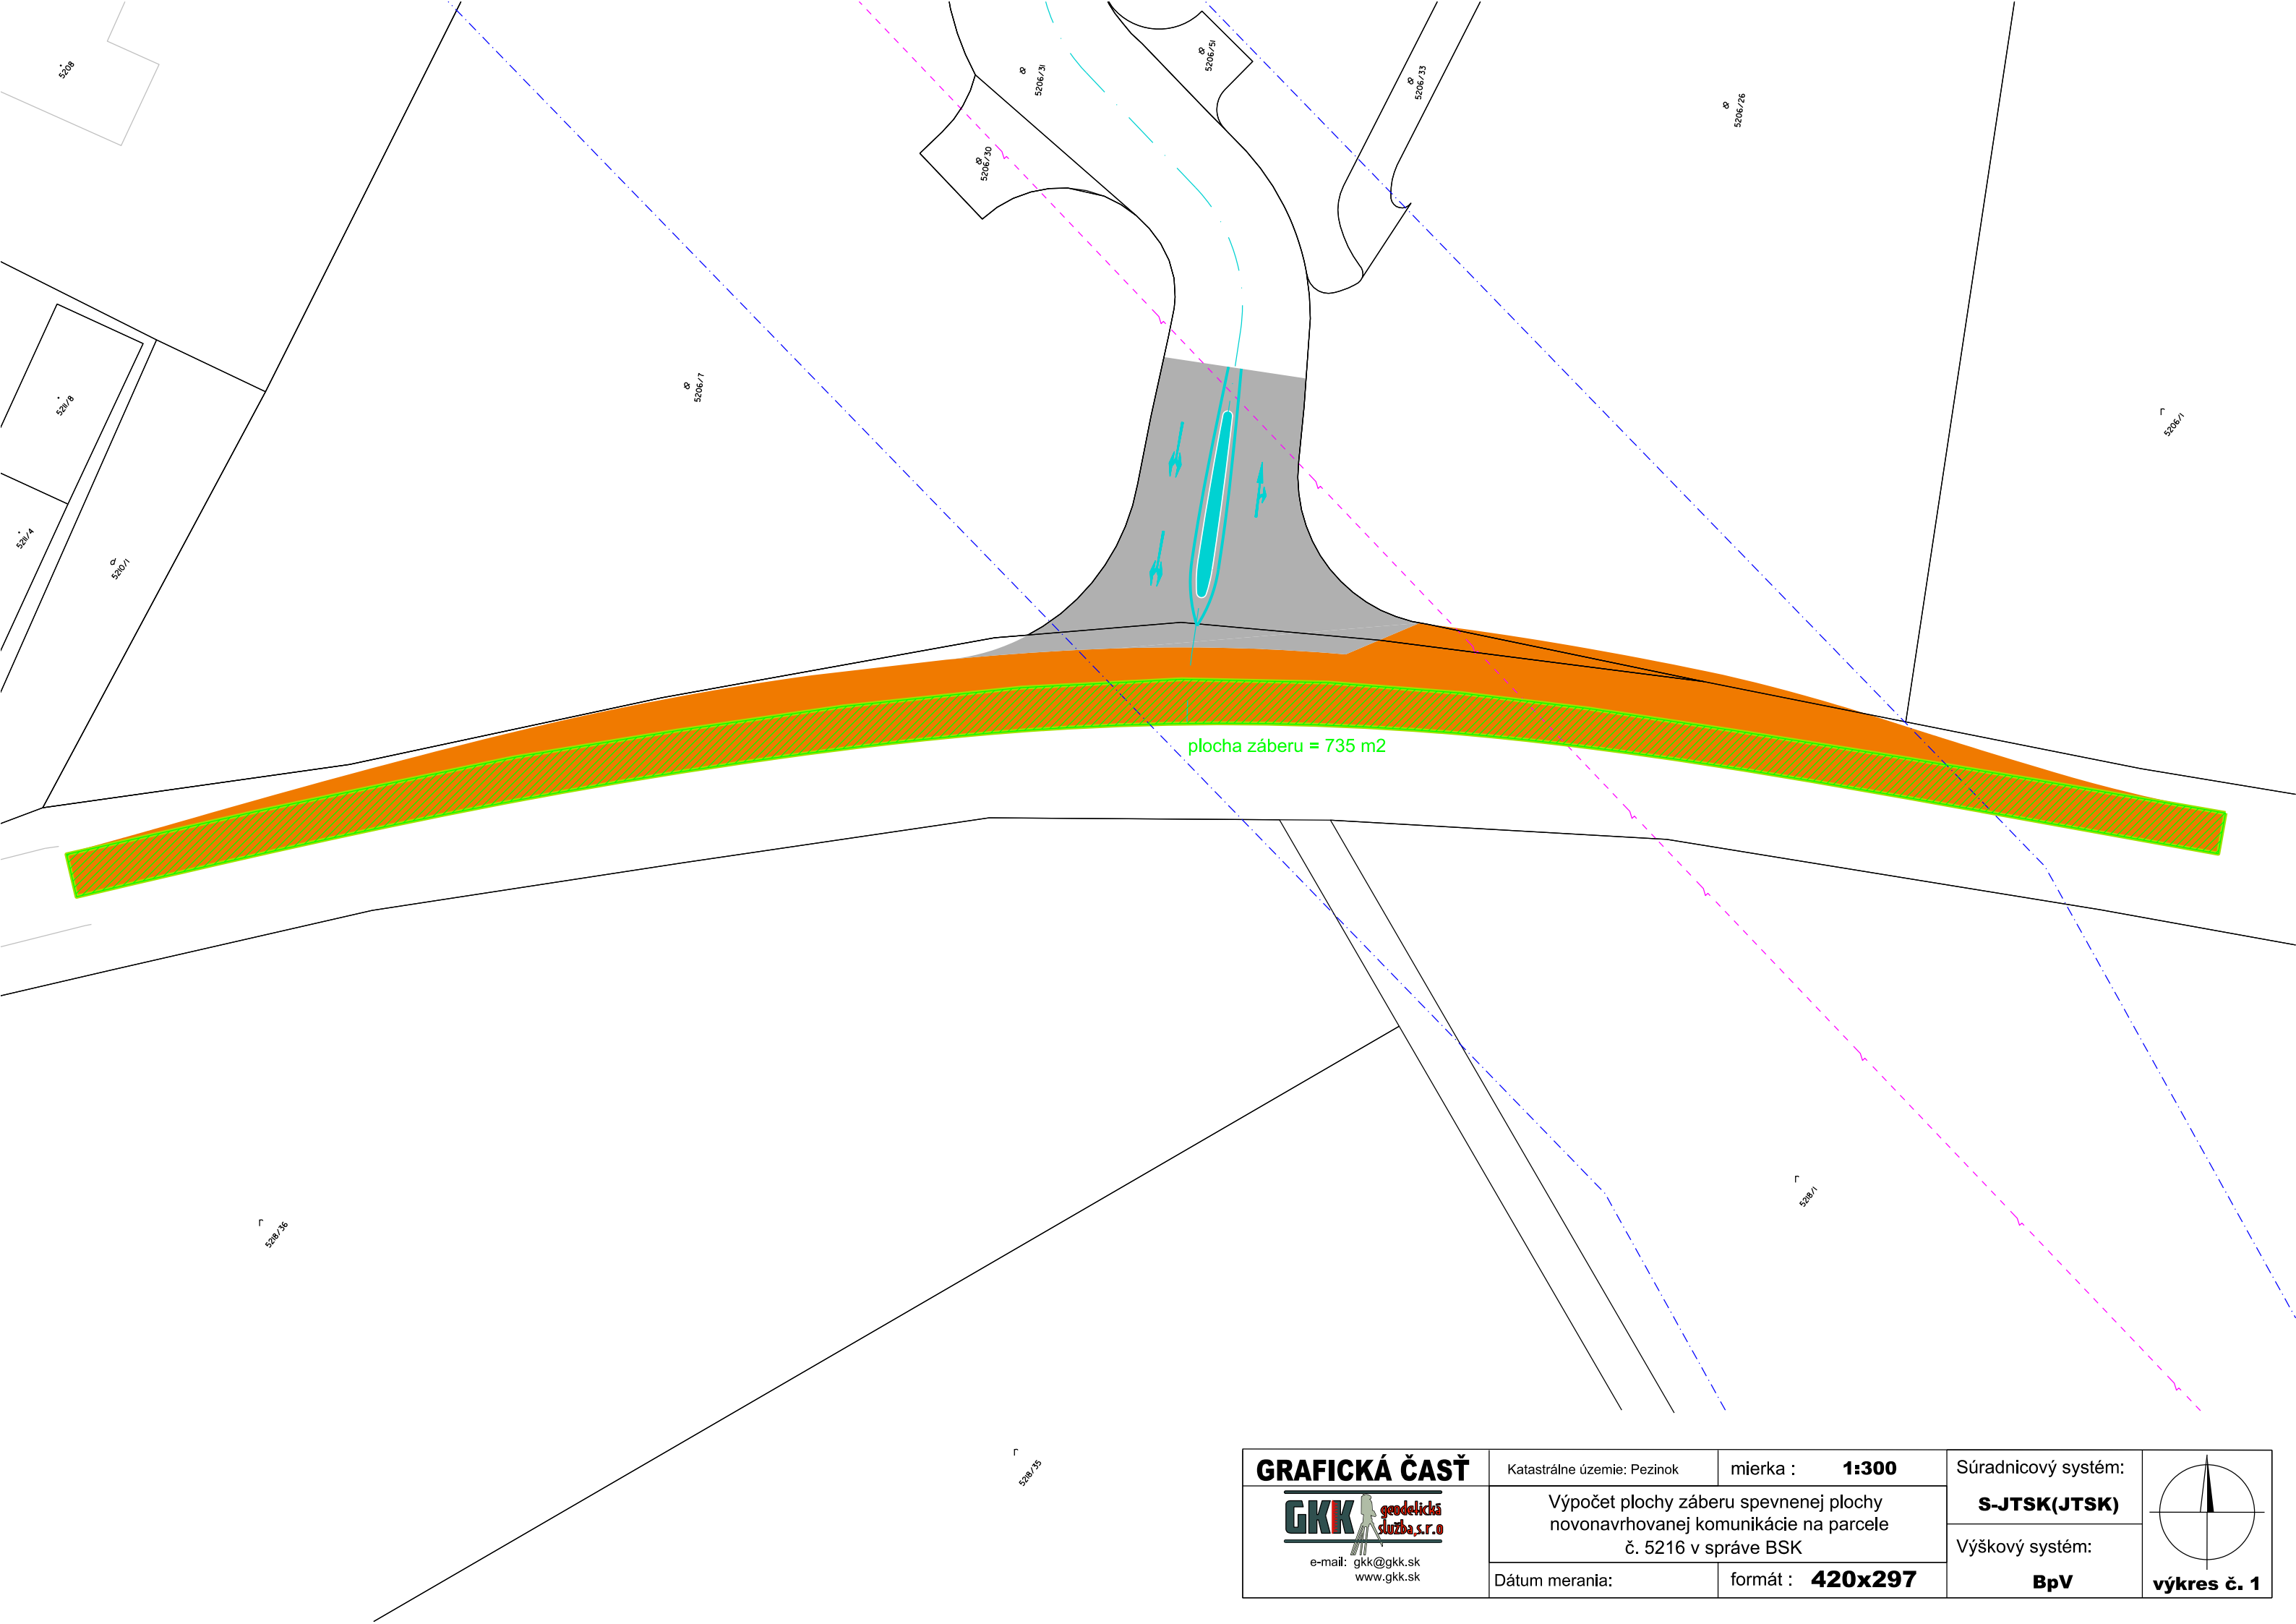 5208
5206/31
5206/51
5206/33
5206/26
5206/30
5206/7
5206/1
5211/8
5211/4
5210/1
plocha záberu = 735 m2
5218/36
5218/1
5218/35
GRAFICKÁ ČASŤ
GKK geodetická
služba,s.r.o
e-mail: gkk@gkk.sk
www.gkk.sk
Katastrálne územie: Pezinok
mierka : 1:300
Výpočet plochy záberu spevnenej plochy
novonavrhovanej komunikácie na parcele
č. 5216 v správe BSK
Dátum merania:
formát : 420x297
Súradnicový systém:
S-JTSK(JTSK)
Výškový systém:
BpV
výkres č. 1